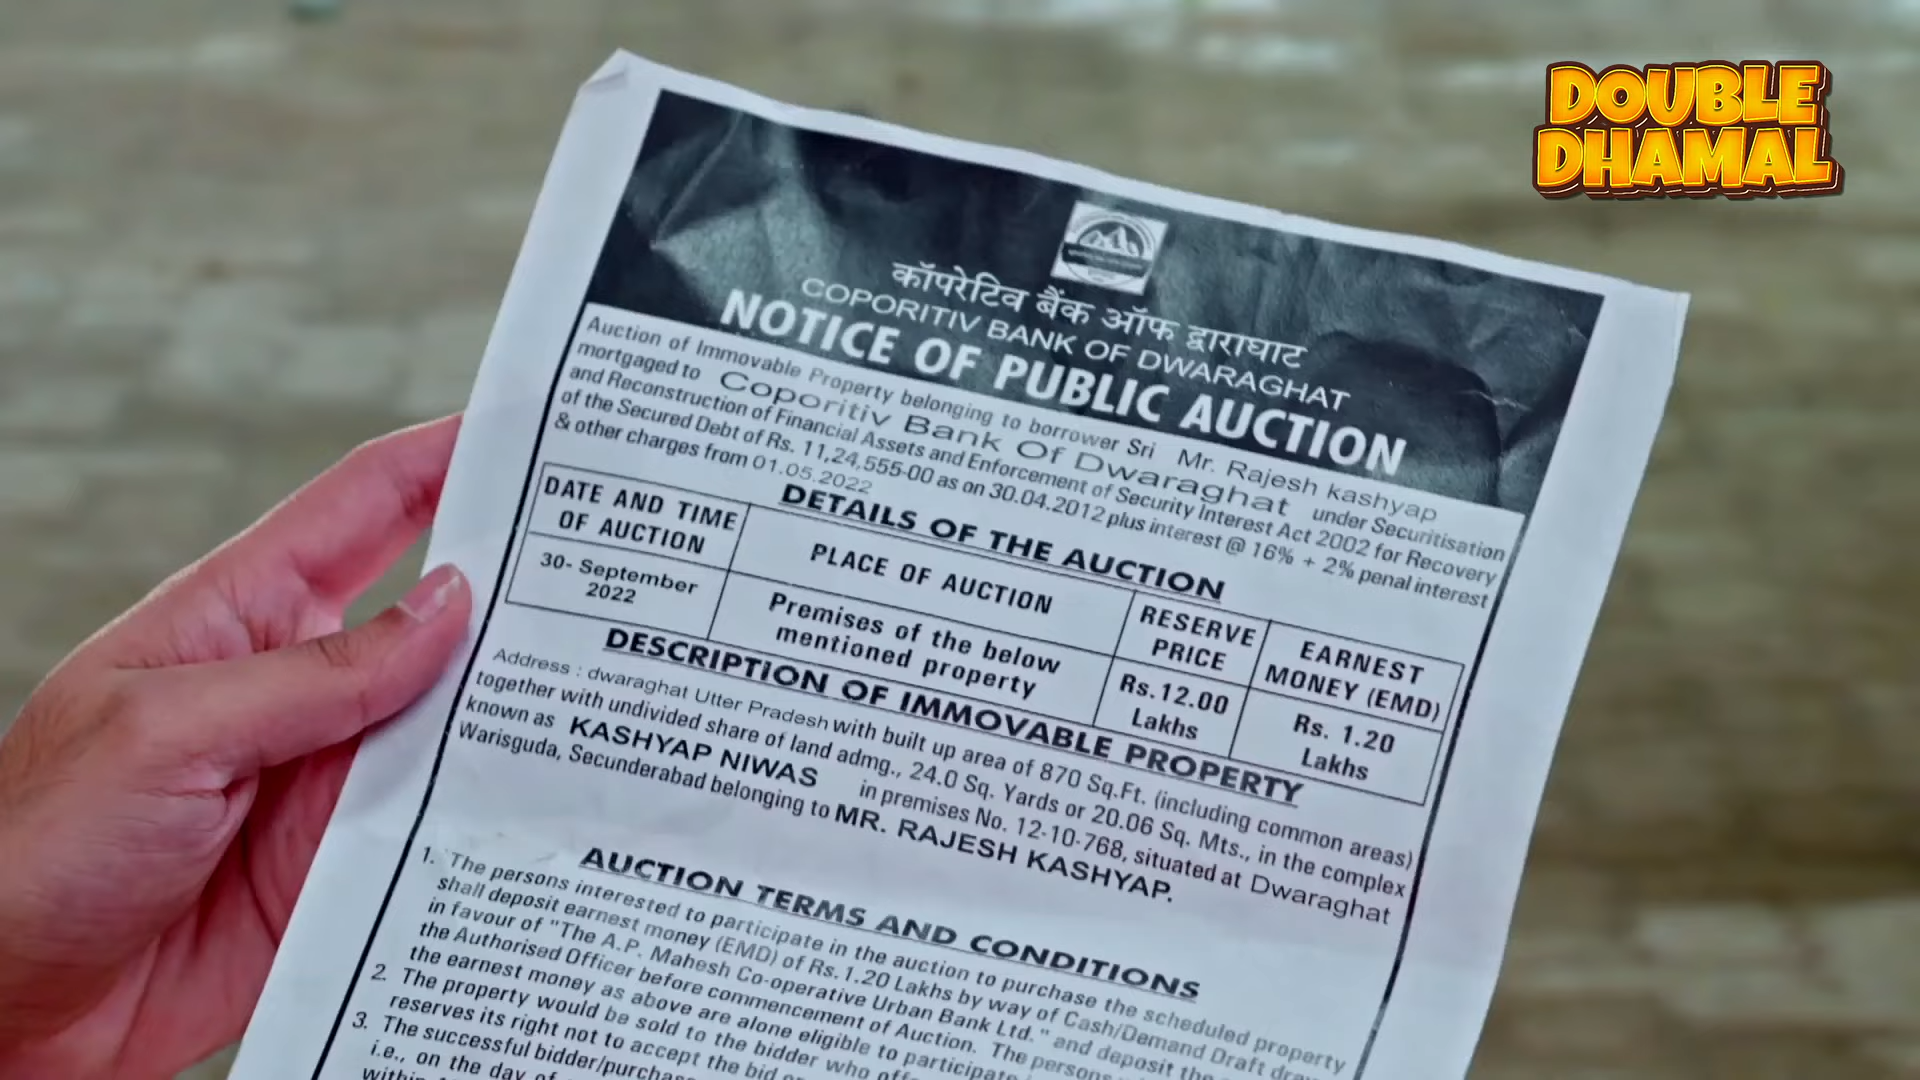 DOUBLE
DHAMAL
कॉपरेटिव बैंक ऑफ द्वाराघाट
COPORITIV BANK OF DWARAGHAT
NOTICE OF PUBLIC AUCTION
Auction of Immovable Property belonging to borrower Sri Mr. Rajesh kashyap
mortgaged to Coporitiv Bank Of Dwaraghat under Securitisation
and Reconstruction of Financial Assets and Enforcement of Security Interest Act 2002 for Recovery
of the Secured Debt of Rs. 11,24,555-00 as on 30.04.2012 plus interest @ 16% + 2% penal interest
& other charges from 01.05.2022
DETAILS OF THE AUCTION
DATE AND TIME
OF AUCTION
PLACE OF AUCTION
RESERVE
PRICE
EARNEST
MONEY (EMD)
30- September
2022
Premises of the below
mentioned property
Rs.12.00
Lakhs
Rs. 1.20
Lakhs
DESCRIPTION OF IMMOVABLE PROPERTY
Address : dwaraghat Utter Pradesh with built up area of 870 Sq.Ft. (including common areas)
together with undivided share of land admg., 24.0 Sq. Yards or 20.06 Sq. Mts., in the complex
known as KASHYAP NIWAS in premises No. 12-10-768, situated at Dwaraghat
Warisguda, Secunderabad belonging to MR. RAJESH KASHYAP.
AUCTION TERMS AND CONDITIONS
1. The persons interested to participate in the auction to purchase the scheduled property
shall deposit earnest money (EMD) of Rs.1.20 Lakhs by way of Cash/Demand Draft
in favour of "The A.P. Mahesh Co-operative Urban Bank Ltd." and deposit the
the Authorised Officer before commencement of Auction. The persons
the earnest money as above are alone eligible to participate
2. The property would be sold to the bidder who
reserves its right not to accept the bid
3. The successful bidder/
i.e., on the day of